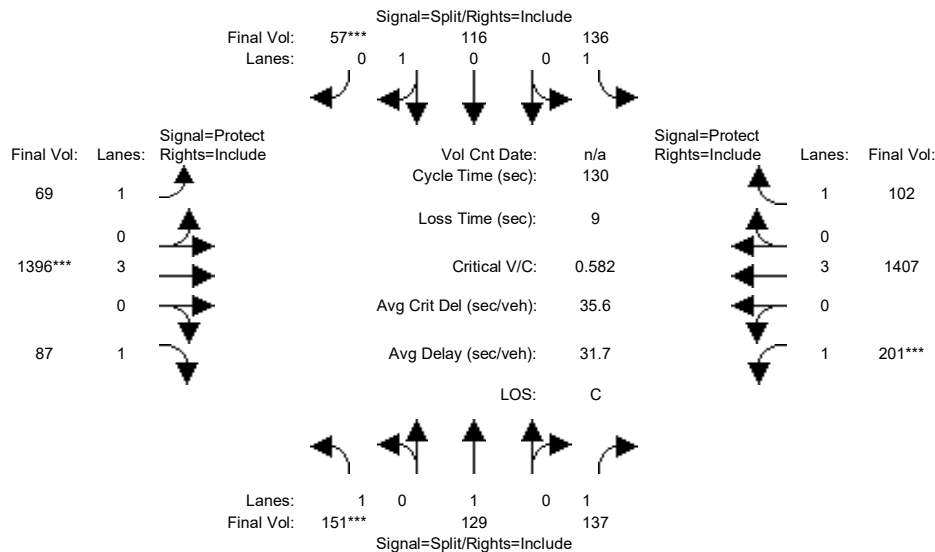 Signal=Split/Rights=Include
Final Vol: 57*** 116 136
Lanes: 0 1 0 0 1
Signal=Protect Signal=Protect
Final Vol: Lanes: Rights=Include Vol Cnt Date: n/a Rights=Include Lanes: Final Vol:
Cycle Time (sec): 130
69 1 1 102
Loss Time (sec): 9
0 0
1396*** 3 Critical V/C: 0.582 3 1407
0 Avg Crit Del (sec/veh): 35.6 0
87 1 Avg Delay (sec/veh): 31.7 1 201***
LOS: C
Lanes: 1 0 1 0 1
Final Vol: 151*** 129 137
Signal=Split/Rights=Include